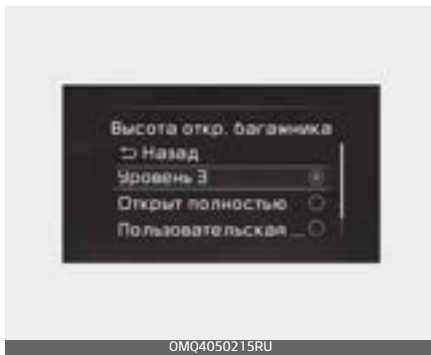 Высота откр. багажника
⮌ Назад
Уровень 3
Открыт полностью
Пользовательская ...
OMQ4050215RU